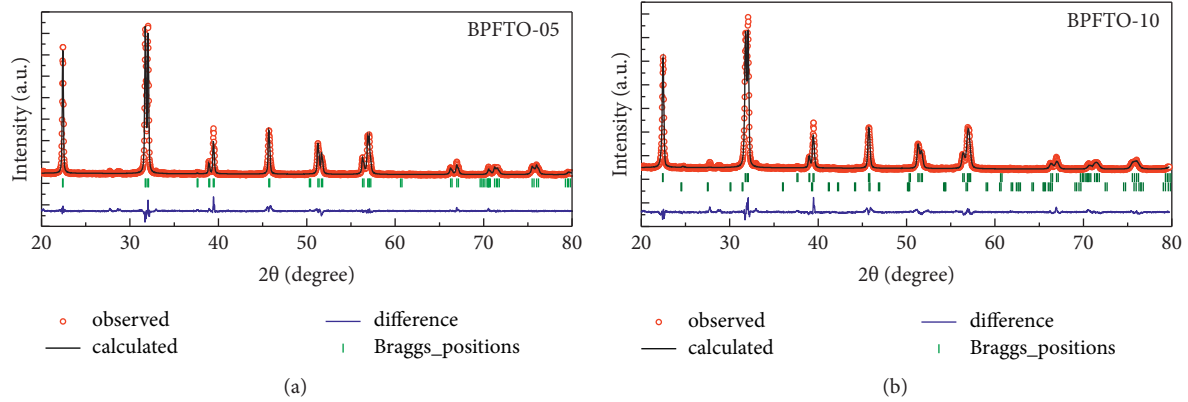 BPFTO-05
Intensity (a.u.)
20 30 40 50 60 70 80
2θ (degree)
observed
difference
calculated
Braggs_positions
(a)
BPFTO-10
Intensity (a.u.)
20 30 40 50 60 70 80
2θ (degree)
observed
difference
calculated
Braggs_positions
(b)